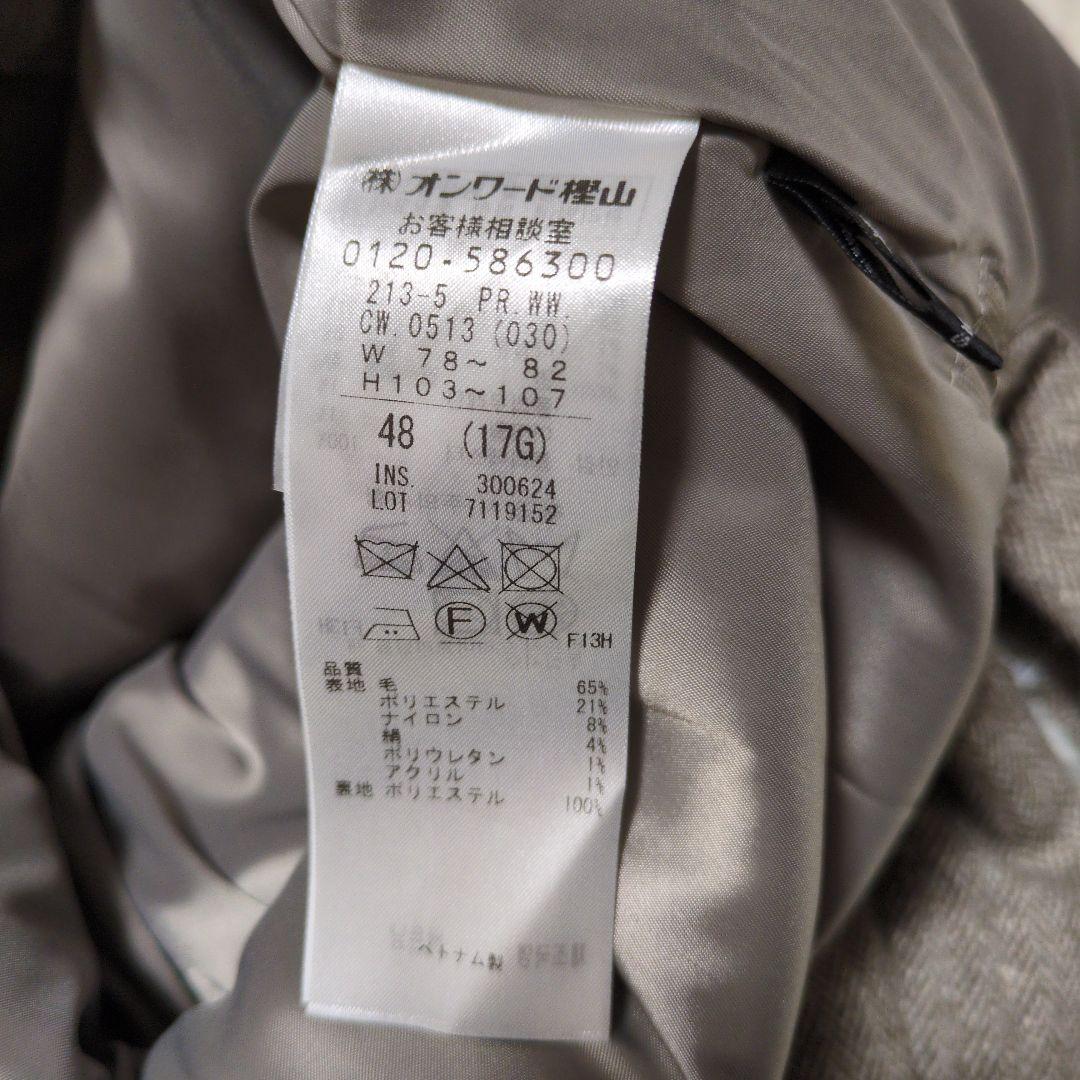 (株)オンワード樫山
お客様相談室
0120-586300
213-5 PR.WW.
CW.0513 (030)
W 78～ 82
H103～107
48 (17G)
INS. 300624
LOT 7119152
F
W
F13H
品質
表地 毛 65%
ポリエステル 21%
ナイロン 8%
絹 4%
ポリウレタン 1%
アクリル 1%
裏地 ポリエステル 100%
ベトナム製